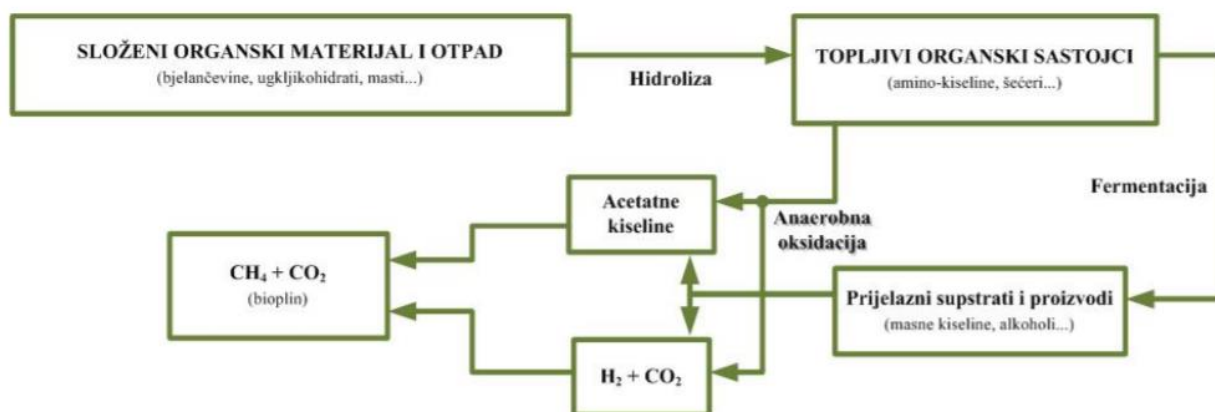 SLOŽENI ORGANSKI MATERIJAL I OTPAD
(bjelančevine, ugkljikohidrati, masti...)
Hidroliza
TOPLJIVI ORGANSKI SASTOJCI
(amino-kiseline, šećeri...)
Fermentacija
Acetatne
kiseline
Anaerobna
oksidacija
CH₄ + CO₂
(bioplin)
Prijelazni supstrati i proizvodi
(masne kiseline, alkoholi...)
H₂ + CO₂